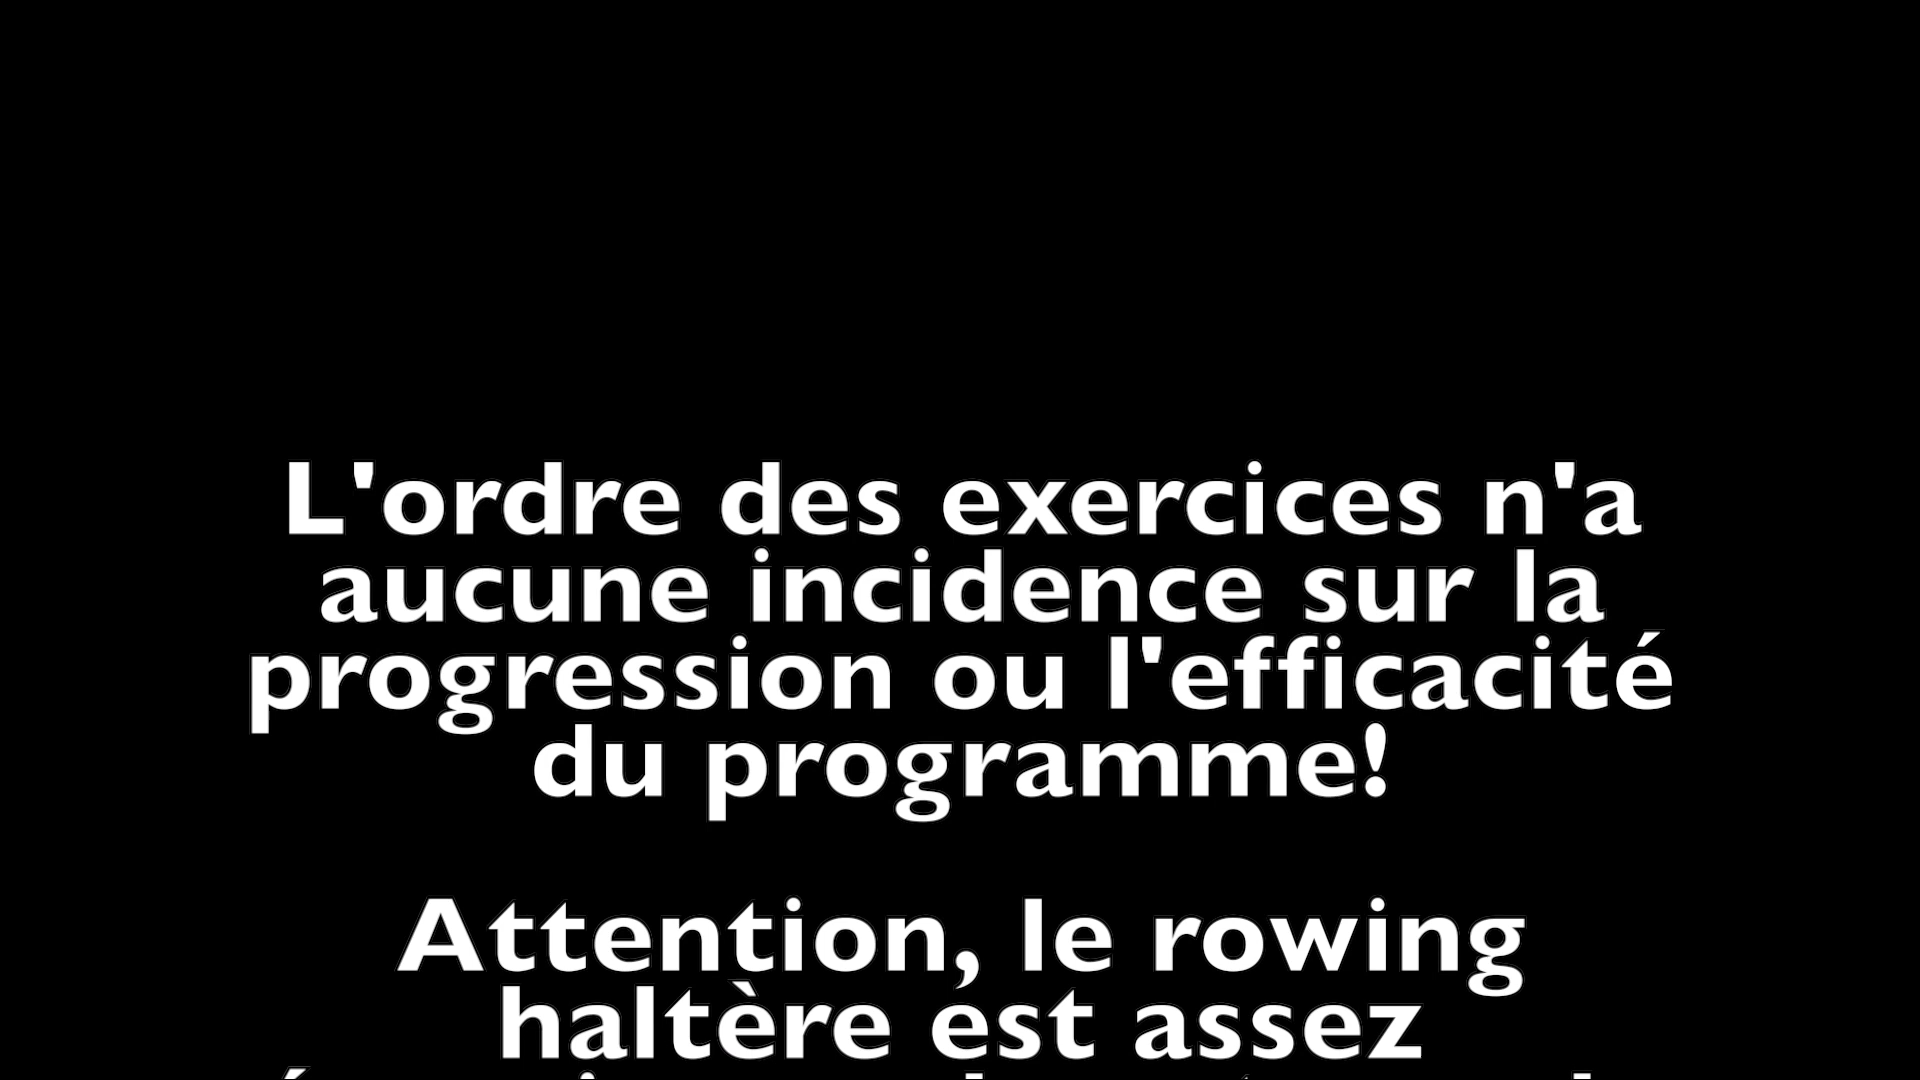 L'ordre des exercices n'a
aucune incidence sur la
progression ou l'efficacité
du programme!
Attention, le rowing
haltère est assez